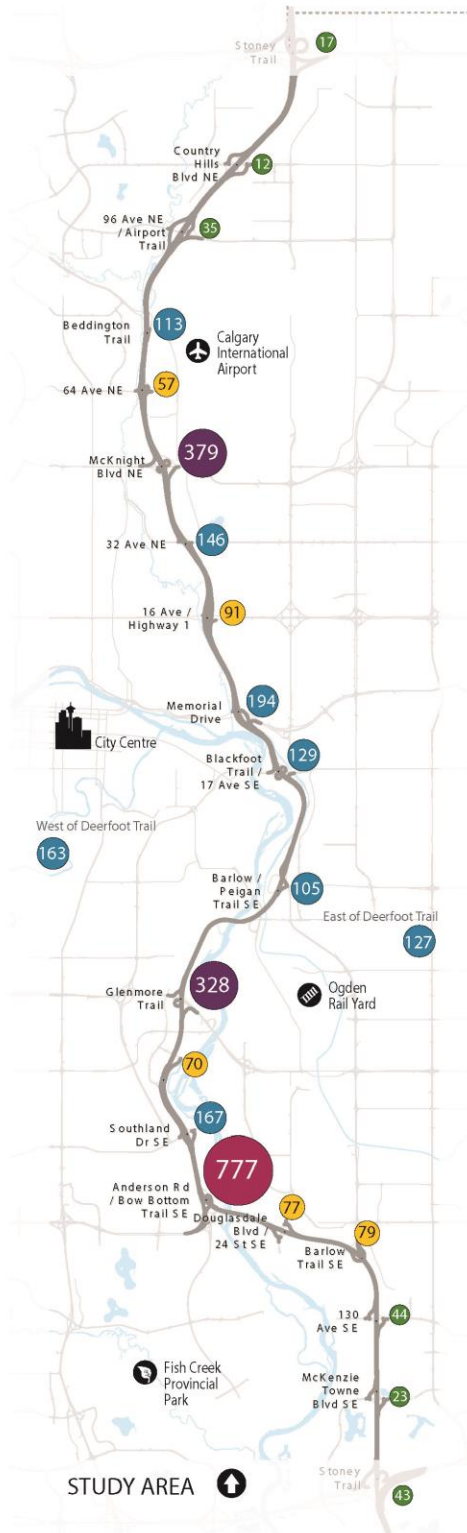 Stoney
Trail
17
Country
Hills
Blvd NE
12
96 Ave NE
/Airport
Trail
35
Beddington
Trail
113
Calgary
International
Airport
64 Ave NE
57
McKnight
Blvd NE
379
32 Ave NE
146
16 Ave /
Highway 1
91
Memorial
Drive
194
City Centre
Blackfoot
Trail /
17 Ave SE
129
West of Deerfoot Trail
163
Barlow /
Peigan
Trail SE
105
East of Deerfoot Trail
127
Glenmore
Trail
328
Ogden
Rail Yard
70
Southland
Dr SE
167
777
Anderson Rd
/ Bow Bottom
Trail SE
Douglasdale
Blvd /
24 St SE
77
Barlow
Trail SE
79
130
Ave SE
44
Fish Creek
Provincial
Park
McKenzie
Towne
Blvd SE
23
Stoney
Trail
43
STUDY AREA